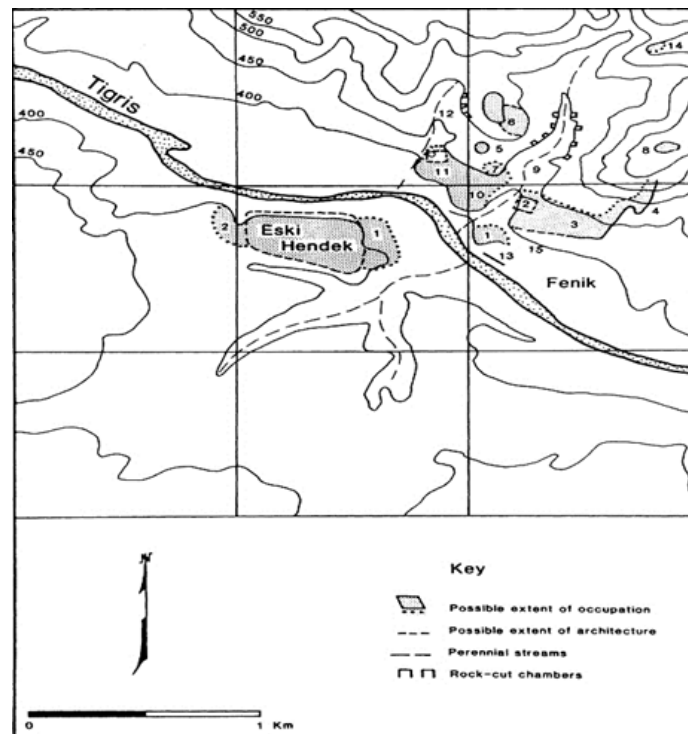 550
500
450
400
14
Tigris
12
6
400
5
8
450
7
9
11
10
2
4
Eski
Hendek
1
2
3
1
13
15
Fenik
N
Key
Possible extent of occupation
Possible extent of architecture
Perennial streams
Rock-cut chambers
0
1
Km